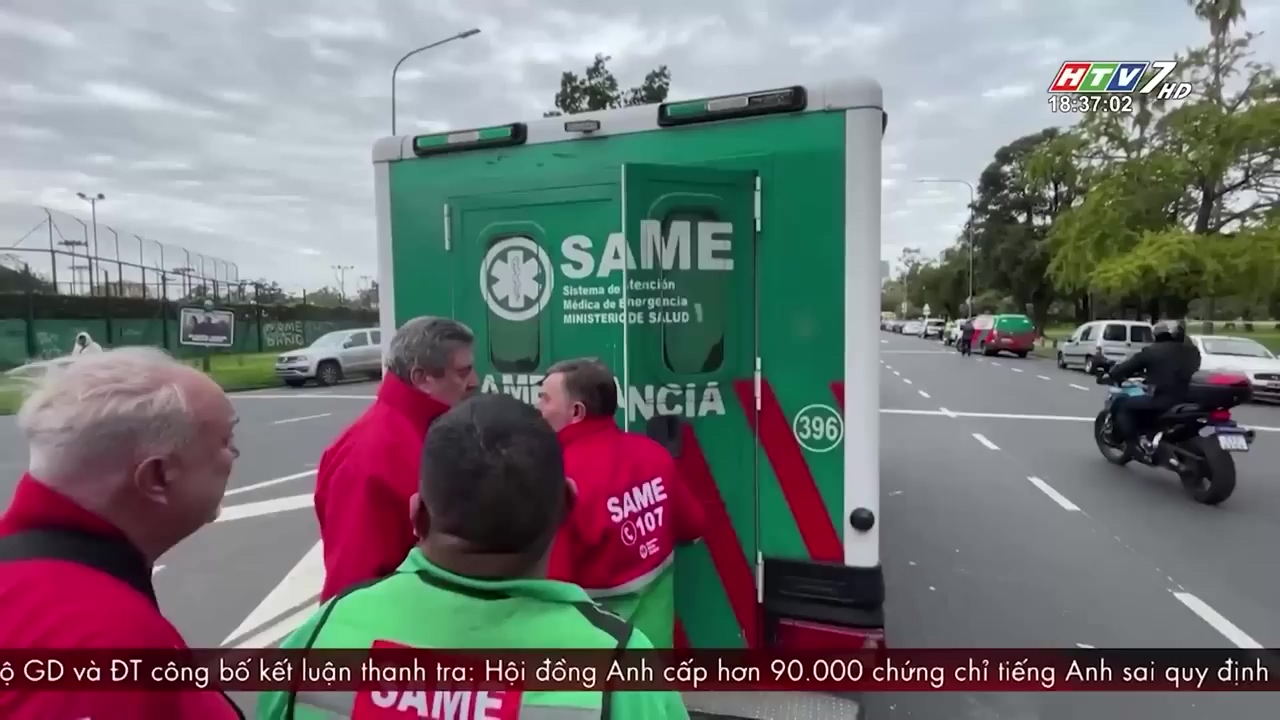 HTV7 HD
18:37:02
SAME
Sistema de Atención
Médica de Emergencia
MINISTERIO DE SALUD
AMBULANCIA
396
SAME
107
SAME
ộ GD và ĐT công bố kết luận thanh tra: Hội đồng Anh cấp hơn 90.000 chứng chỉ tiếng Anh sai quy định